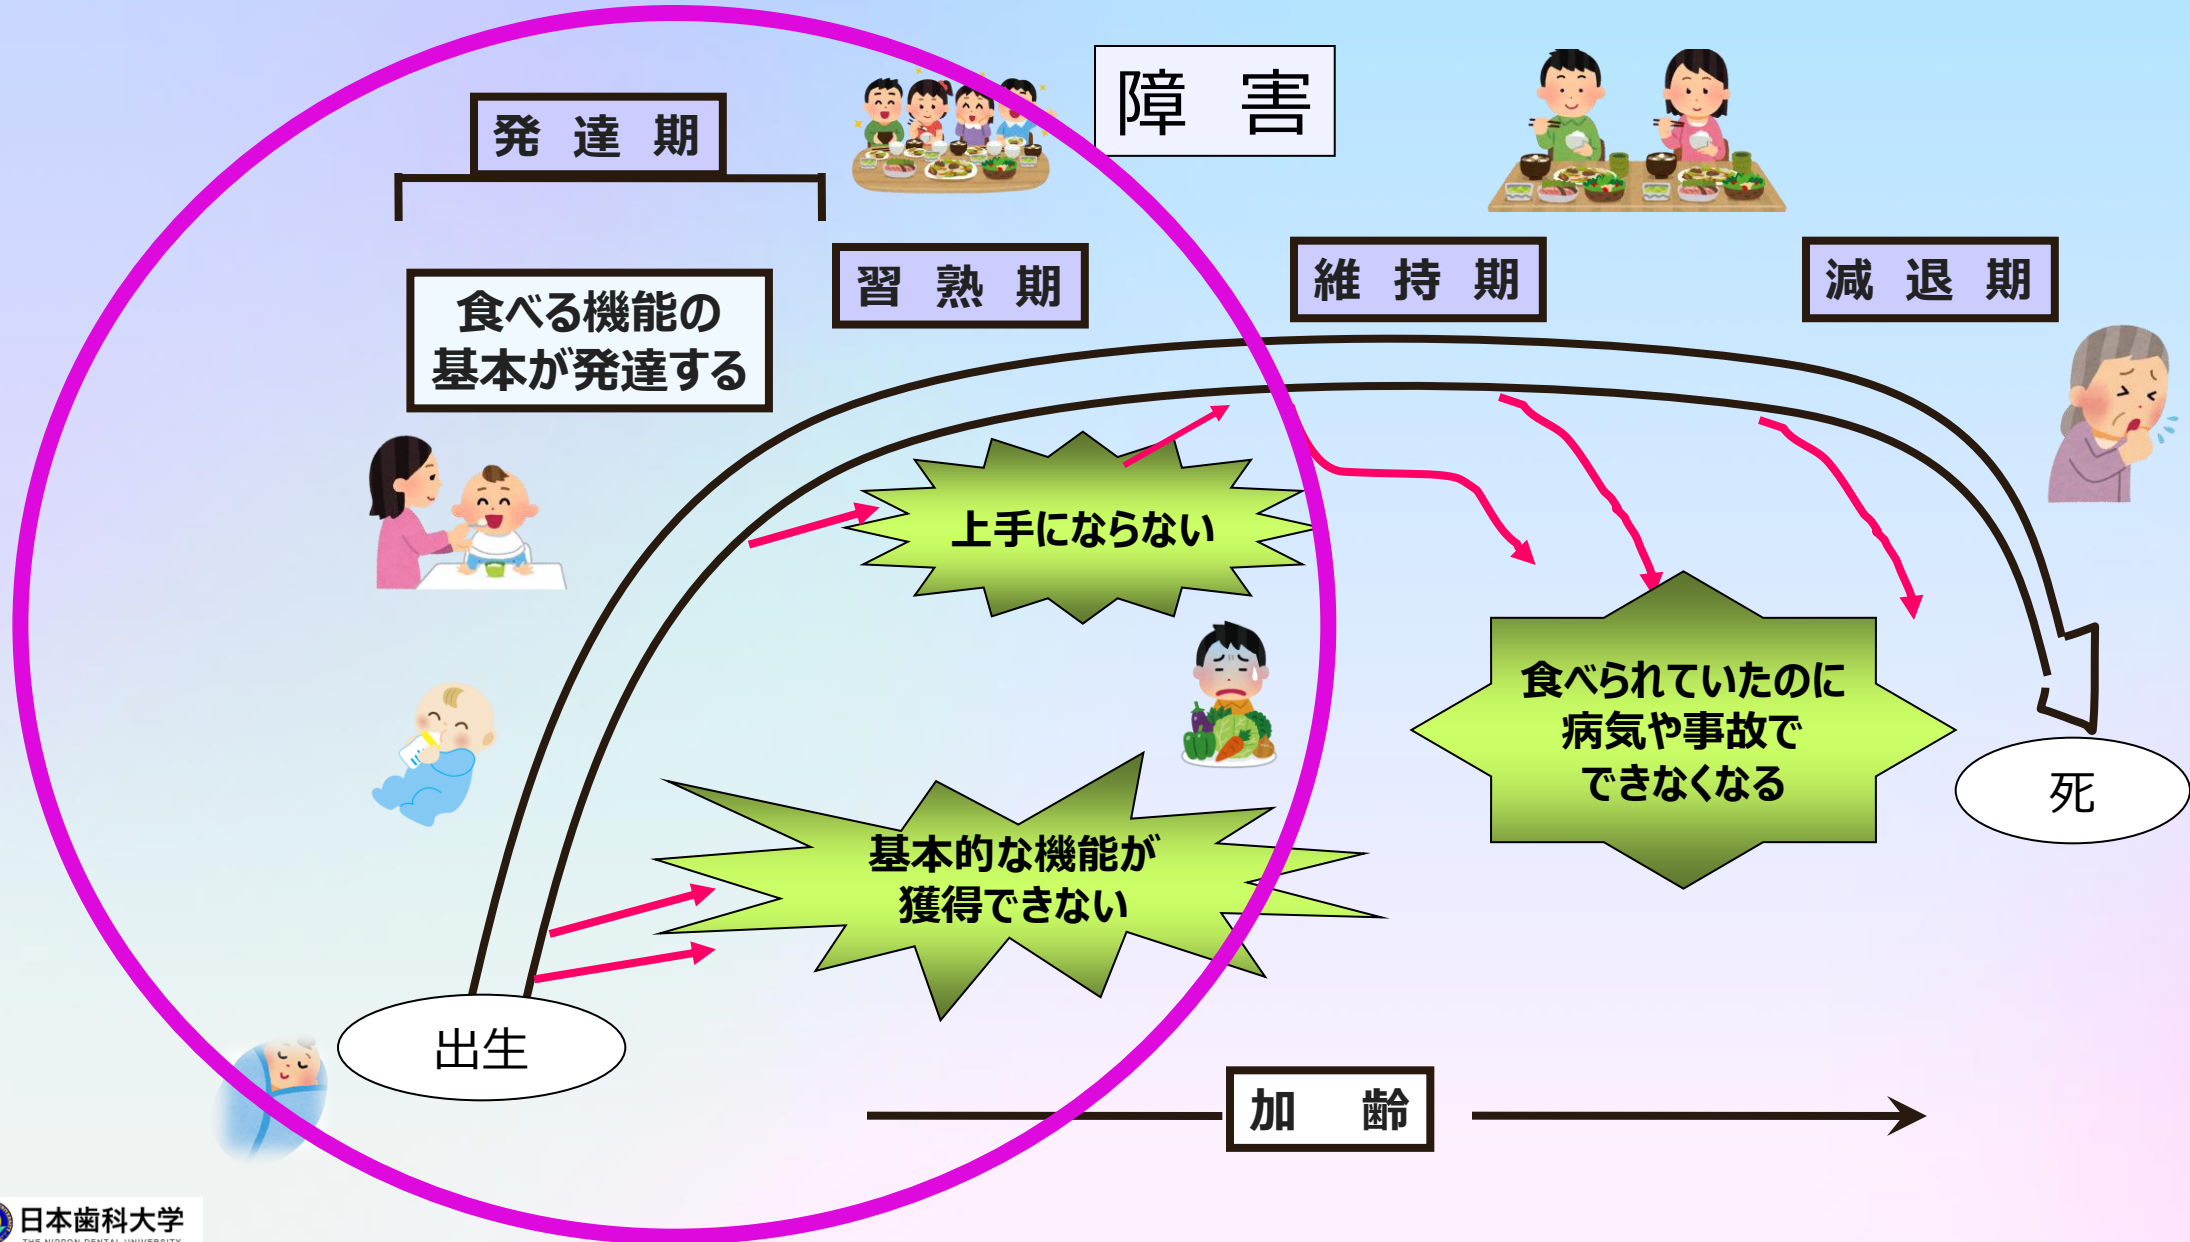 障 害
発 達 期
習 熟 期
維 持 期
減 退 期
食べる機能の
基本が発達する
上手にならない
食べられていたのに
病気や事故で
できなくなる
基本的な機能が
獲得できない
死
出生
加 齢
日本歯科大学
THE NIPPON DENTAL UNIVERSITY